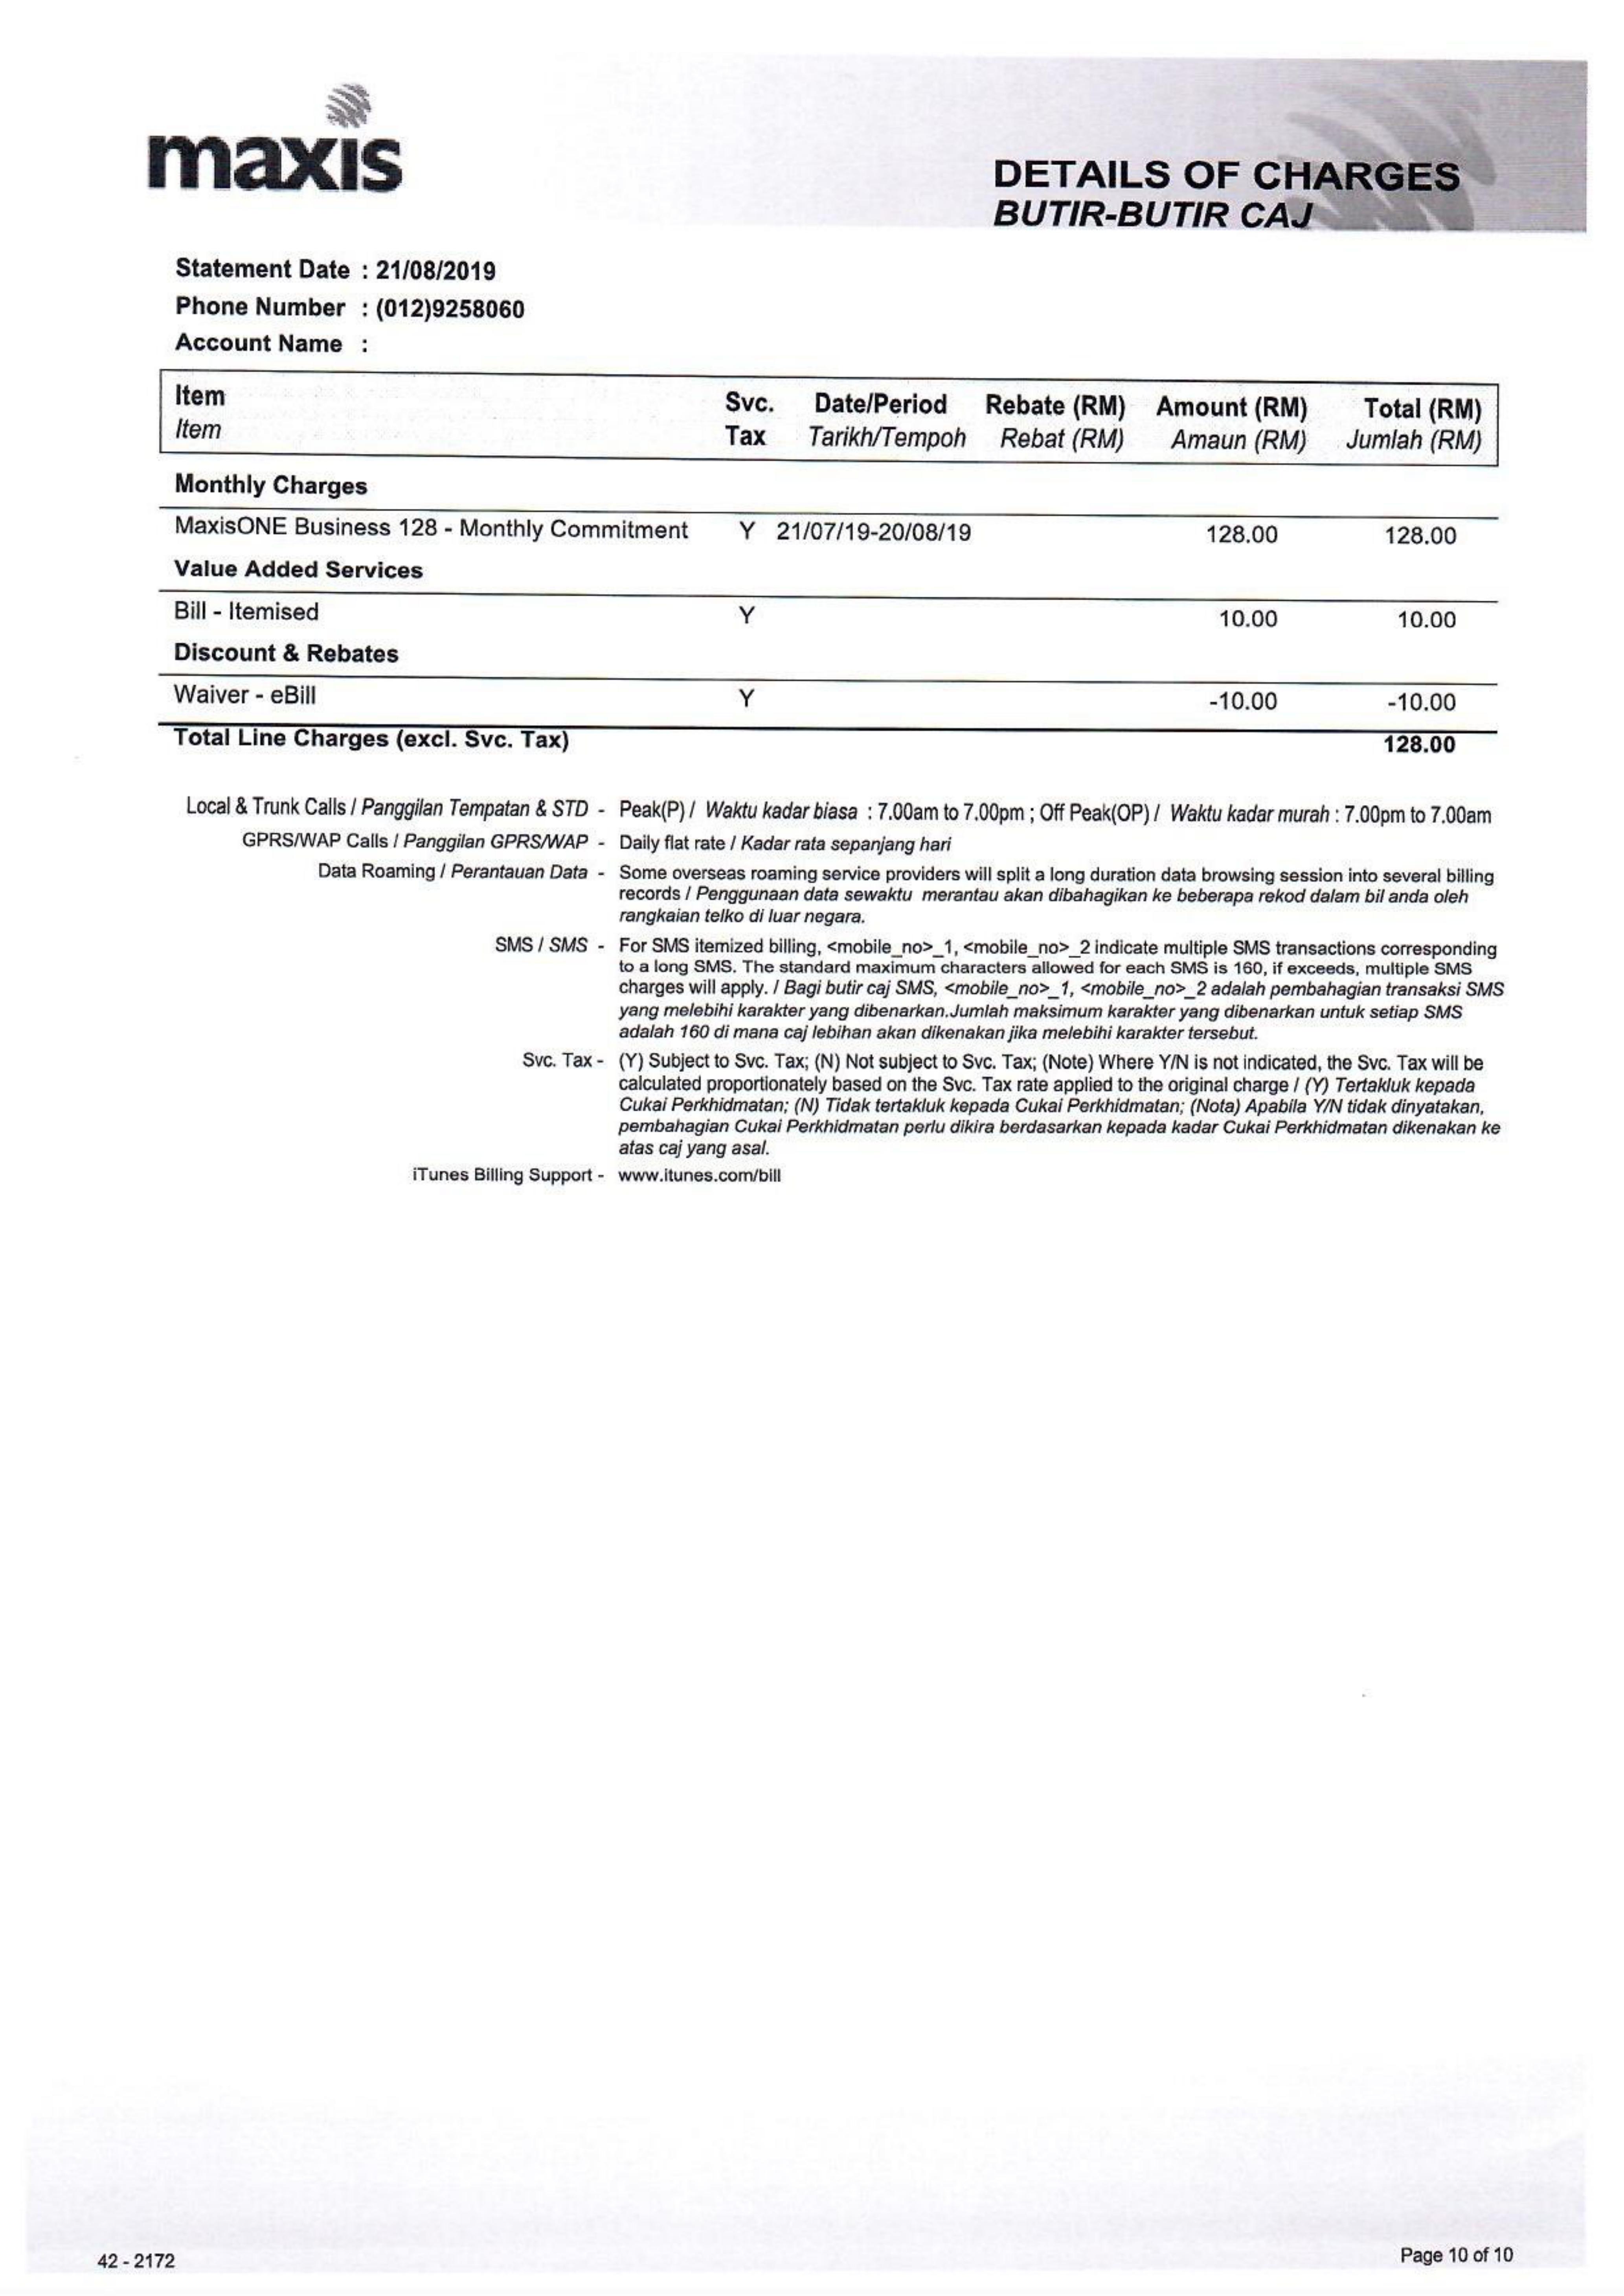 maxis
DETAILS OF CHARGES
BUTIR-BUTIR CAJ
Statement Date : 21/08/2019
Phone Number : (012)9258060
Account Name :
Item Svc. Date/Period Rebate (RM) Amount (RM) Total (RM)
Item Tax Tarikh/Tempoh Rebat (RM) Amaun (RM) Jumlah (RM)
Monthly Charges
MaxisONE Business 128 - Monthly Commitment Y 21/07/19-20/08/19 128.00 128.00
Value Added Services
Bill - Itemised Y 10.00 10.00
Discount & Rebates
Waiver - eBill Y -10.00 -10.00
Total Line Charges (excl. Svc. Tax) 128.00
Local & Trunk Calls / Panggilan Tempatan & STD - Peak(P) / Waktu kadar biasa : 7.00am to 7.00pm ; Off Peak(OP) / Waktu kadar murah : 7.00pm to 7.00am
GPRS/WAP Calls / Panggilan GPRS/WAP - Daily flat rate / Kadar rata sepanjang hari
Data Roaming / Perantauan Data - Some overseas roaming service providers will split a long duration data browsing session into several billing
records / Penggunaan data sewaktu merantau akan dibahagikan ke beberapa rekod dalam bil anda oleh
rangkaian telko di luar negara.
SMS / SMS - For SMS itemized billing, <mobile_no>_1, <mobile_no>_2 indicate multiple SMS transactions corresponding
to a long SMS. The standard maximum characters allowed for each SMS is 160, if exceeds, multiple SMS
charges will apply. / Bagi butir caj SMS, <mobile_no>_1, <mobile_no>_2 adalah pembahagian transaksi SMS
yang melebihi karakter yang dibenarkan.Jumlah maksimum karakter yang dibenarkan untuk setiap SMS
adalah 160 di mana caj lebihan akan dikenakan jika melebihi karakter tersebut.
Svc. Tax - (Y) Subject to Svc. Tax; (N) Not subject to Svc. Tax; (Note) Where Y/N is not indicated, the Svc. Tax will be
calculated proportionately based on the Svc. Tax rate applied to the original charge / (Y) Tertakluk kepada
Cukai Perkhidmatan; (N) Tidak tertakluk kepada Cukai Perkhidmatan; (Nota) Apabila Y/N tidak dinyatakan,
pembahagian Cukai Perkhidmatan perlu dikira berdasarkan kepada kadar Cukai Perkhidmatan dikenakan ke
atas caj yang asal.
iTunes Billing Support - www.itunes.com/bill
42 - 2172
Page 10 of 10